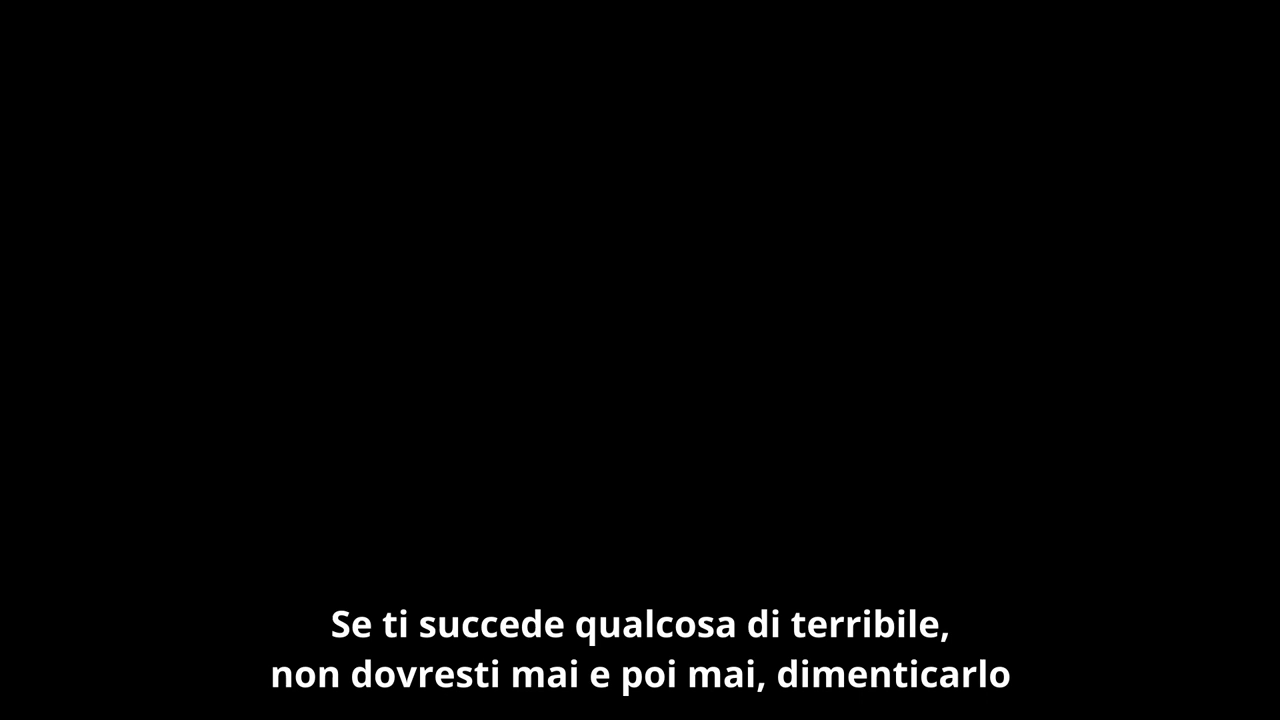 Se ti succede qualcosa di terribile,
non dovresti mai e poi mai, dimenticarlo